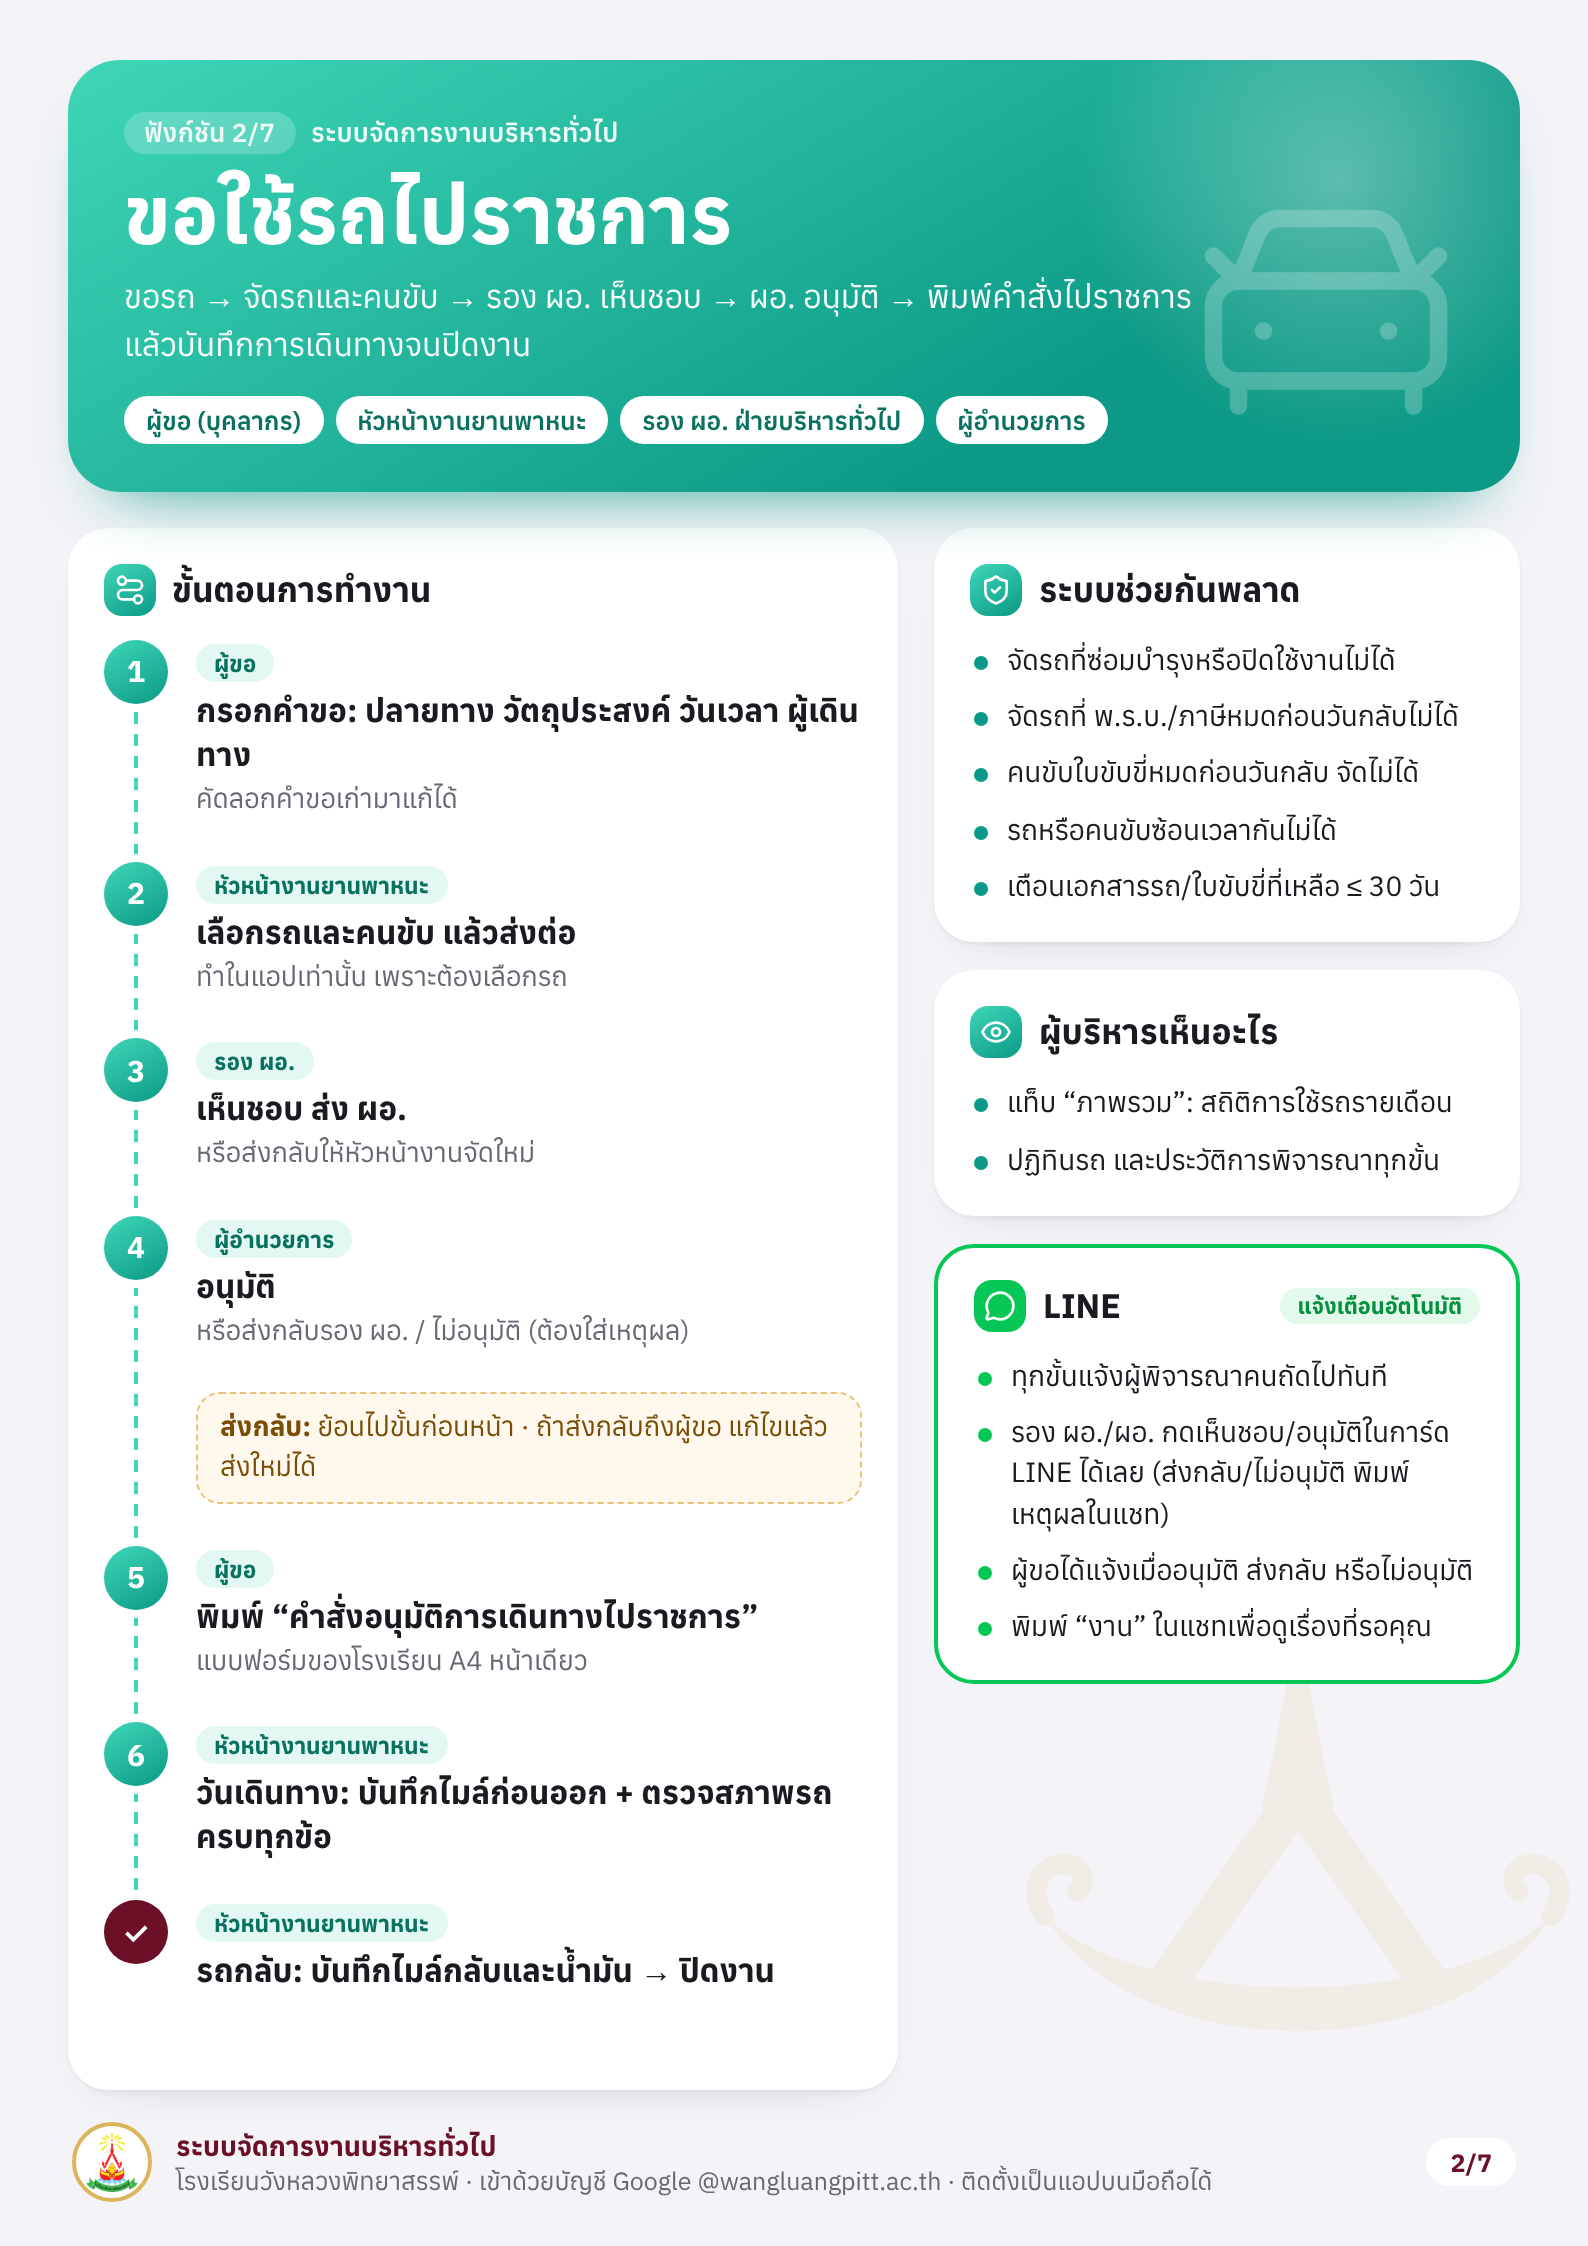 ฟังก์ชัน 2/7 ระบบจัดการงานบริหารทั่วไป
ขอใช้รถไปราชการ
ขอรถ → จัดรถและคนขับ → รอง ผอ. เห็นชอบ → ผอ. อนุมัติ → พิมพ์คำสั่งไปราชการ
แล้วบันทึกการเดินทางจนปิดงาน
ผู้ขอ (บุคลากร) หัวหน้างานยานพาหนะ รอง ผอ. ฝ่ายบริหารทั่วไป ผู้อำนวยการ
ขั้นตอนการทำงาน
1 ผู้ขอ
กรอกคำขอ: ปลายทาง วัตถุประสงค์ วันเวลา ผู้เดิน
ทาง
คัดลอกคำขอเก่ามาแก้ได้
2 หัวหน้างานยานพาหนะ
เลือกรถและคนขับ แล้วส่งต่อ
ทำในแอปเท่านั้น เพราะต้องเลือกรถ
3 รอง ผอ.
เห็นชอบ ส่ง ผอ.
หรือส่งกลับให้หัวหน้างานจัดใหม่
4 ผู้อำนวยการ
อนุมัติ
หรือส่งกลับรอง ผอ. / ไม่อนุมัติ (ต้องใส่เหตุผล)
ส่งกลับ: ย้อนไปขั้นก่อนหน้า · ถ้าส่งกลับถึงผู้ขอ แก้ไขแล้ว
ส่งใหม่ได้
5 ผู้ขอ
พิมพ์ “คำสั่งอนุมัติการเดินทางไปราชการ”
แบบฟอร์มของโรงเรียน A4 หน้าเดียว
6 หัวหน้างานยานพาหนะ
วันเดินทาง: บันทึกไมล์ก่อนออก + ตรวจสภาพรถ
ครบทุกข้อ
หัวหน้างานยานพาหนะ
รถกลับ: บันทึกไมล์กลับและน้ำมัน → ปิดงาน
ระบบช่วยกันพลาด
จัดรถที่ซ่อมบำรุงหรือปิดใช้งานไม่ได้
จัดรถที่ พ.ร.บ./ภาษีหมดก่อนวันกลับไม่ได้
คนขับใบขับขี่หมดก่อนวันกลับ จัดไม่ได้
รถหรือคนขับซ้อนเวลากันไม่ได้
เตือนเอกสารรถ/ใบขับขี่ที่เหลือ ≤ 30 วัน
ผู้บริหารเห็นอะไร
แท็บ “ภาพรวม”: สถิติการใช้รถรายเดือน
ปฏิทินรถ และประวัติการพิจารณาทุกขั้น
LINE แจ้งเตือนอัตโนมัติ
ทุกขั้นแจ้งผู้พิจารณาคนถัดไปทันที
รอง ผอ./ผอ. กดเห็นชอบ/อนุมัติในการ์ด
LINE ได้เลย (ส่งกลับ/ไม่อนุมัติ พิมพ์
เหตุผลในแชท)
ผู้ขอได้แจ้งเมื่ออนุมัติ ส่งกลับ หรือไม่อนุมัติ
พิมพ์ “งาน” ในแชทเพื่อดูเรื่องที่รอคุณ
ระบบจัดการงานบริหารทั่วไป
โรงเรียนวังหลวงพิทยาสรรพ์ · เข้าด้วยบัญชี Google @wangluangpitt.ac.th · ติดตั้งเป็นแอปบนมือถือได้
2/7